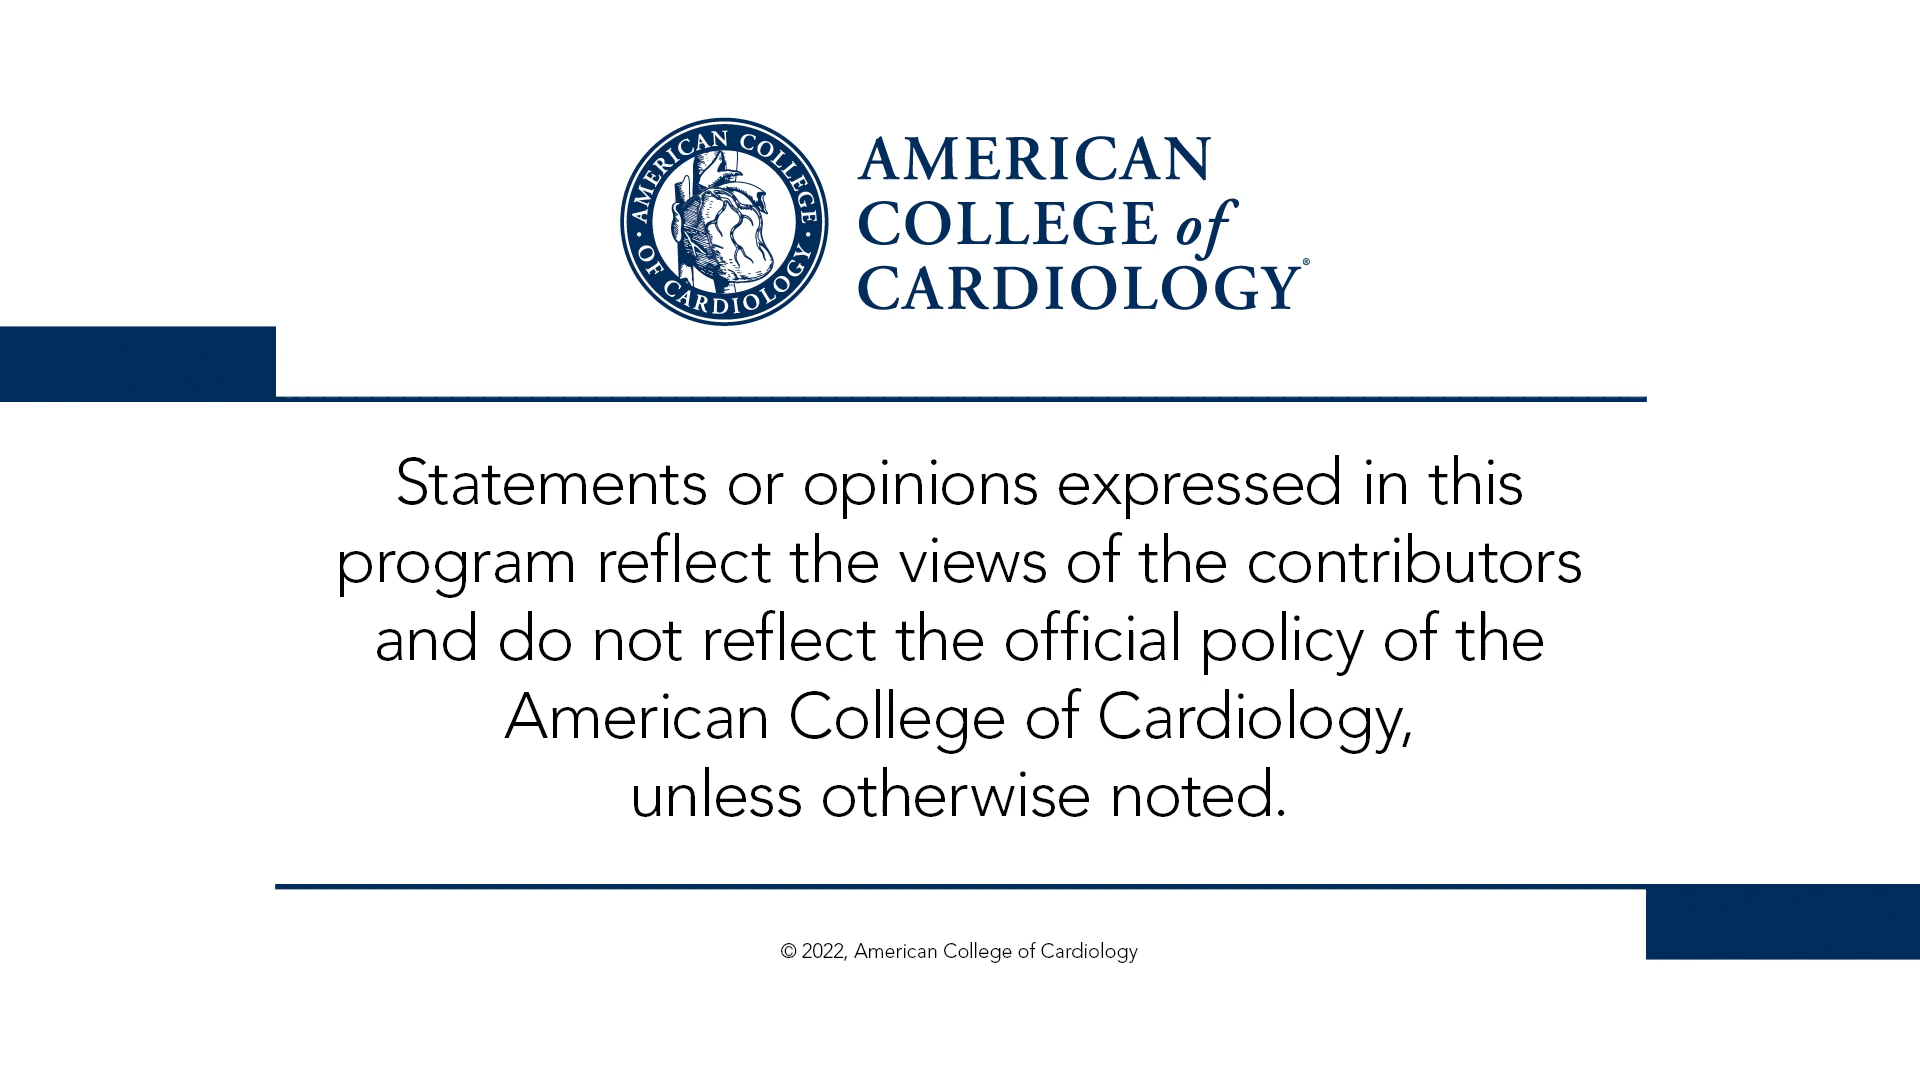 AMERICAN COLLEGE
OF CARDIOLOGY
AMERICAN
COLLEGE of
CARDIOLOGY®
Statements or opinions expressed in this
program reflect the views of the contributors
and do not reflect the official policy of the
American College of Cardiology,
unless otherwise noted.
© 2022, American College of Cardiology